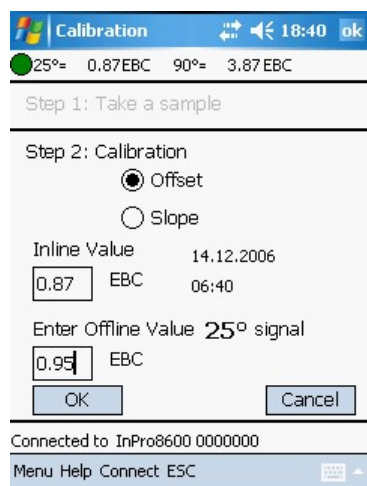 Calibration 18:40 ok
25°= 0.87EBC 90°= 3.87EBC
Step 1: Take a sample
Step 2: Calibration
Offset
Slope
Inline Value 14.12.2006
0.87 EBC 06:40
Enter Offline Value 25° signal
0.95 EBC
OK Cancel
Connected to InPro8600 0000000
Menu Help Connect ESC